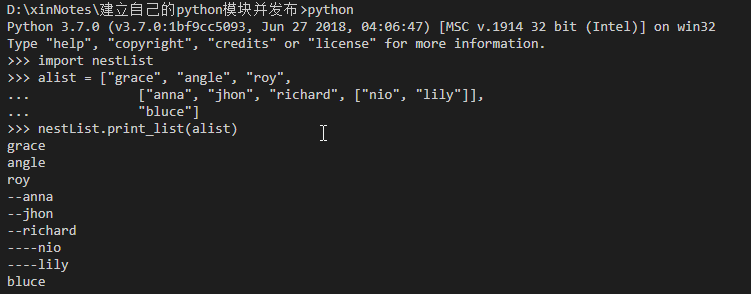 D:\xinNotes\建立自己的python模块并发布>python
Python 3.7.0 (v3.7.0:1bf9cc5093, Jun 27 2018, 04:06:47) [MSC v.1914 32 bit (Intel)] on win32
Type "help", "copyright", "credits" or "license" for more information.
>>> import nestList
>>> alist = ["grace", "angle", "roy",
...             ["anna", "jhon", "richard", ["nio", "lily"]],
...             "bluce"]
>>> nestList.print_list(alist)
grace
angle
roy
--anna
--jhon
--richard
----nio
----lily
bluce